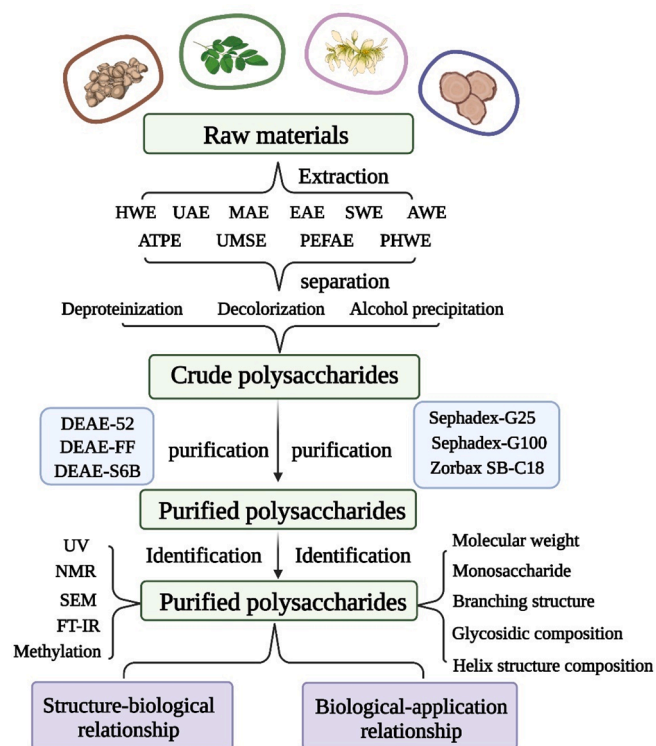 Raw materials
Extraction
HWE UAE MAE EAE SWE AWE
ATPE UMSE PEFAE PHWE
separation
Deproteinization Decolorization Alcohol precipitation
Crude polysaccharides
DEAE-52
DEAE-FF
DEAE-S6B
purification purification
Sephadex-G25
Sephadex-G100
Zorbax SB-C18
Purified polysaccharides
Identification Identification
UV
NMR
SEM
FT-IR
Methylation
Purified polysaccharides
Molecular weight
Monosaccharide
Branching structure
Glycosidic composition
Helix structure composition
Structure-biological
relationship
Biological-application
relationship